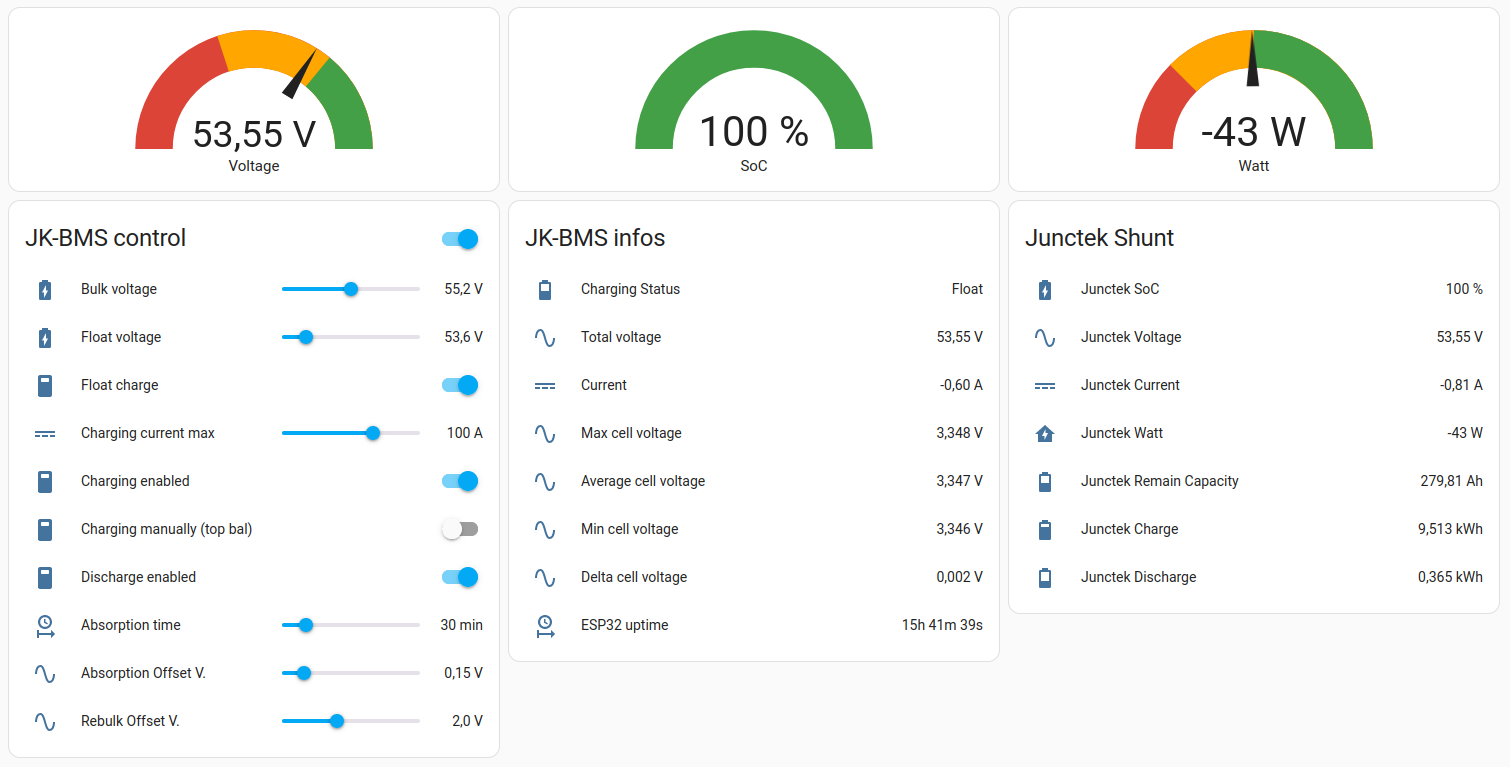 53,55 V
Voltage
100 %
SoC
-43 W
Watt
JK-BMS control
Bulk voltage 55,2 V
Float voltage 53,6 V
Float charge
Charging current max 100 A
Charging enabled
Charging manually (top bal)
Discharge enabled
Absorption time 30 min
Absorption Offset V. 0,15 V
Rebulk Offset V. 2,0 V
JK-BMS infos
Charging Status Float
Total voltage 53,55 V
Current -0,60 A
Max cell voltage 3,348 V
Average cell voltage 3,347 V
Min cell voltage 3,346 V
Delta cell voltage 0,002 V
ESP32 uptime 15h 41m 39s
Junctek Shunt
Junctek SoC 100 %
Junctek Voltage 53,55 V
Junctek Current -0,81 A
Junctek Watt -43 W
Junctek Remain Capacity 279,81 Ah
Junctek Charge 9,513 kWh
Junctek Discharge 0,365 kWh